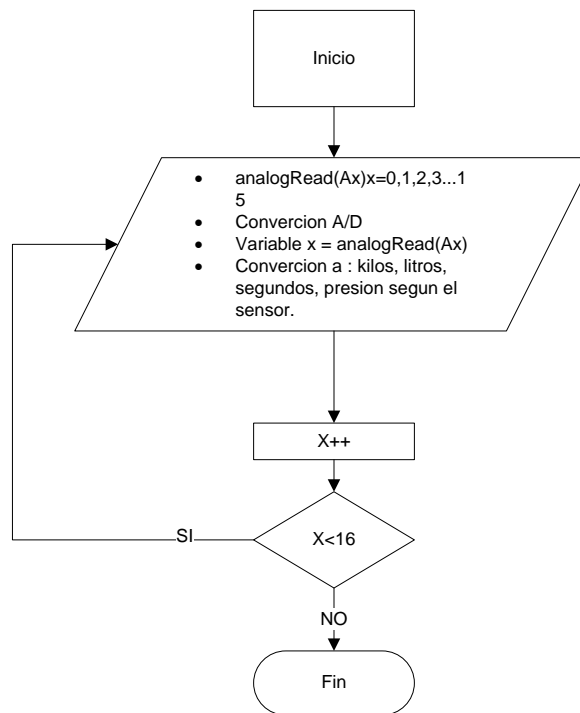 Inicio
• analogRead(Ax)x=0,1,2,3...1
5
• Convercion A/D
• Variable x = analogRead(Ax)
• Convercion a : kilos, litros,
segundos, presion segun el
sensor.
X++
X<16
SI
NO
Fin